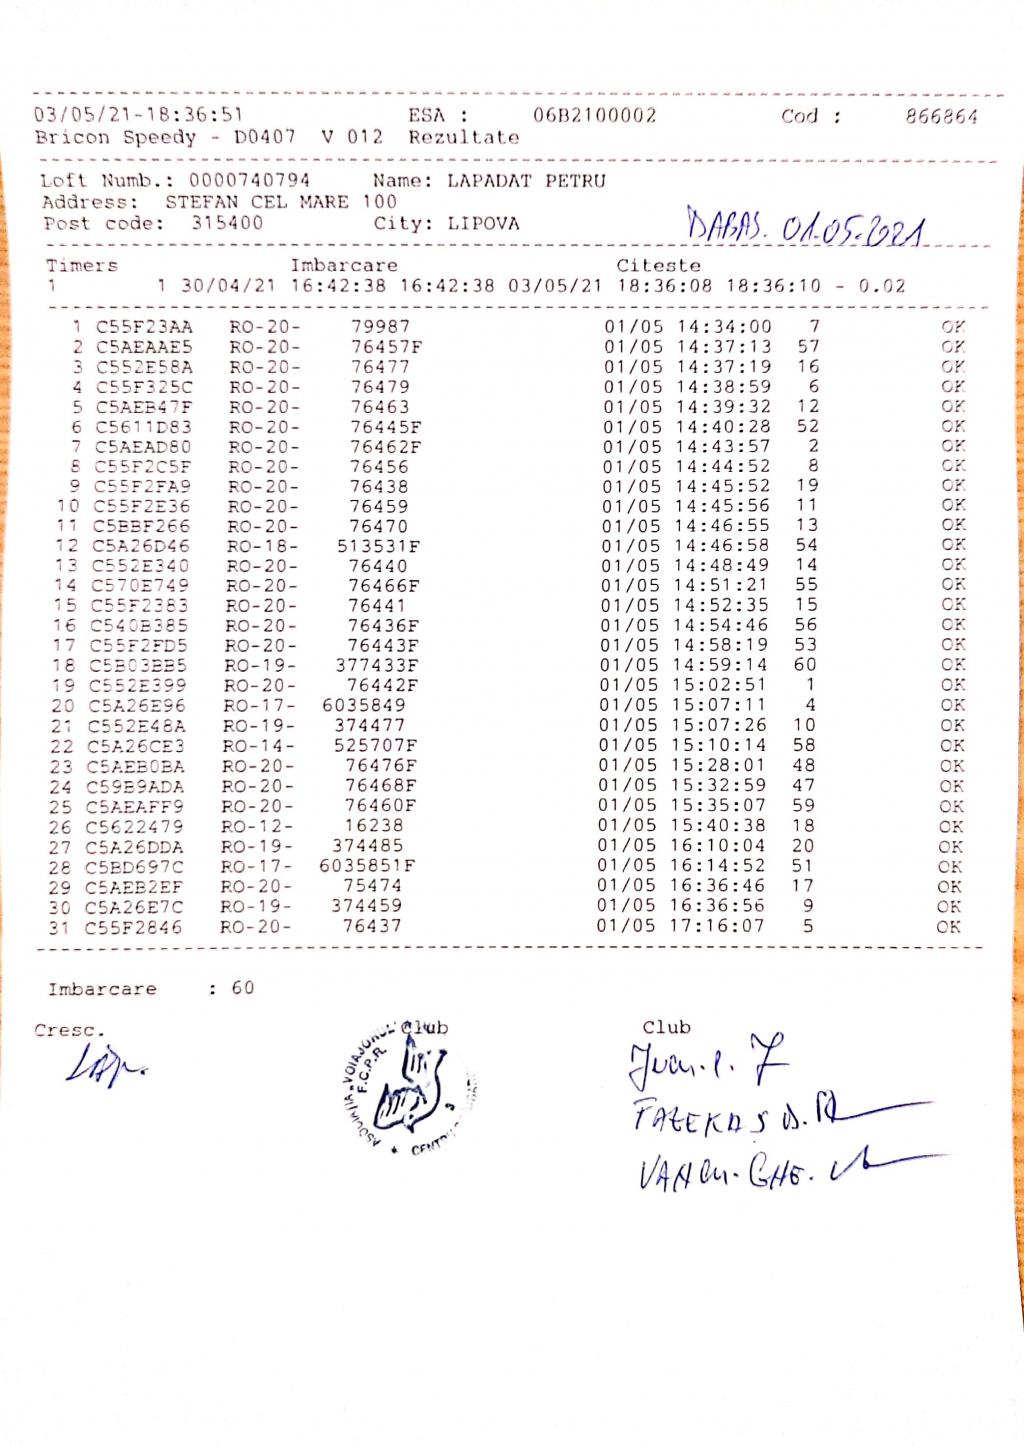 03/05/21-18:36:51 ESA : 06B2100002 Cod : 866864
Bricon Speedy - D0407 V 012 Rezultate
Loft Numb.: 0000740794 Name: LAPADAT PETRU
Address: STEFAN CEL MARE 100
Post code: 315400 City: LIPOVA
DABAS. 01.05.2021
Timers Imbarcare Citeste
1 1 30/04/21 16:42:38 16:42:38 03/05/21 18:36:08 18:36:10 - 0.02
1 C55F23AA RO-20- 79987 01/05 14:34:00 7 OK
2 C5AEAAE5 RO-20- 76457F 01/05 14:37:13 57 OK
3 C552E58A RO-20- 76477 01/05 14:37:19 16 OK
4 C55F325C RO-20- 76479 01/05 14:38:59 6 OK
5 C5AEB47F RO-20- 76463 01/05 14:39:32 12 OK
6 C5611D83 RO-20- 76445F 01/05 14:40:28 52 OK
7 C5AEAD80 RO-20- 76462F 01/05 14:43:57 2 OK
8 C55F2C5F RO-20- 76456 01/05 14:44:52 8 OK
9 C55F2FA9 RO-20- 76438 01/05 14:45:52 19 OK
10 C55F2E36 RO-20- 76459 01/05 14:45:56 11 OK
11 C5BBF266 RO-20- 76470 01/05 14:46:55 13 OK
12 C5A26D46 RO-18- 513531F 01/05 14:46:58 54 OK
13 C552E340 RO-20- 76440 01/05 14:48:49 14 OK
14 C570E749 RO-20- 76466F 01/05 14:51:21 55 OK
15 C55F2383 RO-20- 76441 01/05 14:52:35 15 OK
16 C540B385 RO-20- 76436F 01/05 14:54:46 56 OK
17 C55F2FD5 RO-20- 76443F 01/05 14:58:19 53 OK
18 C5B03BB5 RO-19- 377433F 01/05 14:59:14 60 OK
19 C552E399 RO-20- 76442F 01/05 15:02:51 1 OK
20 C5A26E96 RO-17- 6035849 01/05 15:07:11 4 OK
21 C552E48A RO-19- 374477 01/05 15:07:26 10 OK
22 C5A26CE3 RO-14- 525707F 01/05 15:10:14 58 OK
23 C5AEB0BA RO-20- 76476F 01/05 15:28:01 48 OK
24 C59B9ADA RO-20- 76468F 01/05 15:32:59 47 OK
25 C5AEAFF9 RO-20- 76460F 01/05 15:35:07 59 OK
26 C5622479 RO-12- 16238 01/05 15:40:38 18 OK
27 C5A26DDA RO-19- 374485 01/05 16:10:04 20 OK
28 C5BD697C RO-17- 6035851F 01/05 16:14:52 51 OK
29 C5AEB2EF RO-20- 75474 01/05 16:36:46 17 OK
30 C5A26E7C RO-19- 374459 01/05 16:36:56 9 OK
31 C55F2846 RO-20- 76437 01/05 17:16:07 5 OK
Imbarcare : 60
Cresc. Club Club
ASOCIAȚIA „VOIAJORUL"
F.C.P.R.
FAZEKAS D.